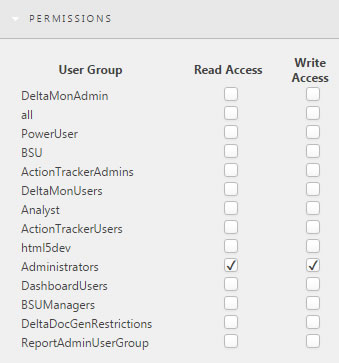 PERMISSIONS
User Group Read Access Write Access
DeltaMonAdmin
all
PowerUser
BSU
ActionTrackerAdmins
DeltaMonUsers
Analyst
ActionTrackerUsers
html5dev
Administrators
DashboardUsers
BSUManagers
DeltaDocGenRestrictions
ReportAdminUserGroup